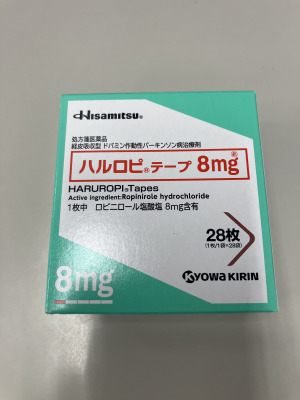 Hisamitsu®
処方箋医薬品
経皮吸収型 ドパミン作動性パーキンソン病治療剤
ハルロピ®テープ 8mg
HARUROPI®Tapes
Active ingredient:Ropinirole hydrochloride
1枚中 ロピニロール塩酸塩 8mg含有
28枚
(1枚/1袋×28袋)
8mg
KYOWA KIRIN